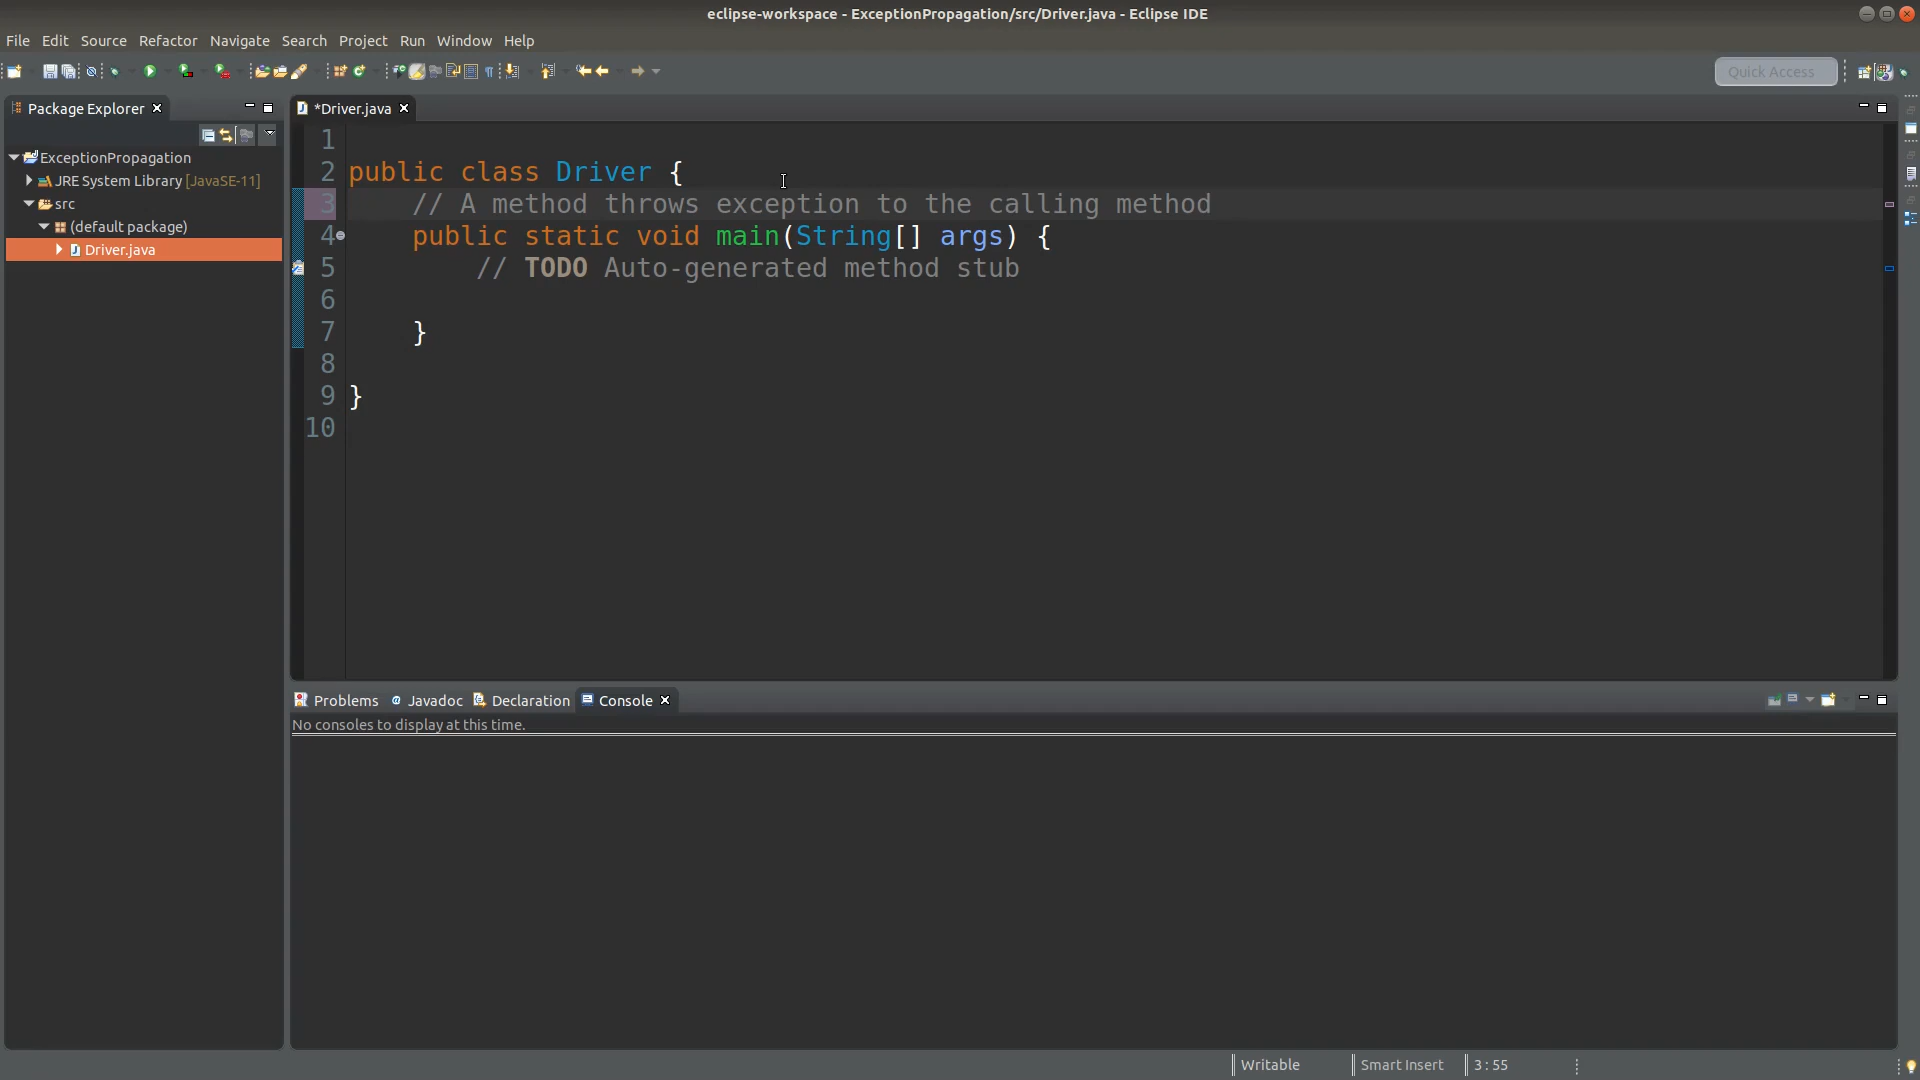 eclipse-workspace - ExceptionPropagation/src/Driver.java - Eclipse IDE
File Edit Source Refactor Navigate Search Project Run Window Help
Quick Access
Package Explorer
*Driver.java
ExceptionPropagation
JRE System Library [JavaSE-11]
src
(default package)
Driver.java
1
2 public class Driver {
3 // A method throws exception to the calling method
4 public static void main(String[] args) {
5 // TODO Auto-generated method stub
6
7 }
8
9 }
10
Problems @ Javadoc Declaration Console
No consoles to display at this time.
Writable Smart Insert 3 : 55